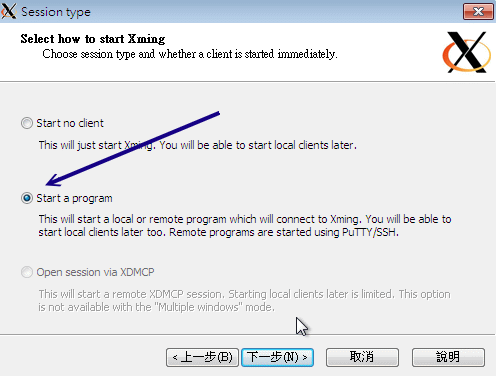 Session type
Select how to start Xming
Choose session type and whether a client is started immediately.
Start no client
This will just start Xming. You will be able to start local clients later.
Start a program
This will start a local or remote program which will connect to Xming. You will be able to
start local clients later too. Remote programs are started using PuTTY/SSH.
Open session via XDMCP
This will start a remote XDMCP session. Starting local clients later is limited. This option
is not available with the "Multiple windows" mode.
< 上一步(B) 下一步(N) > 取消 說明